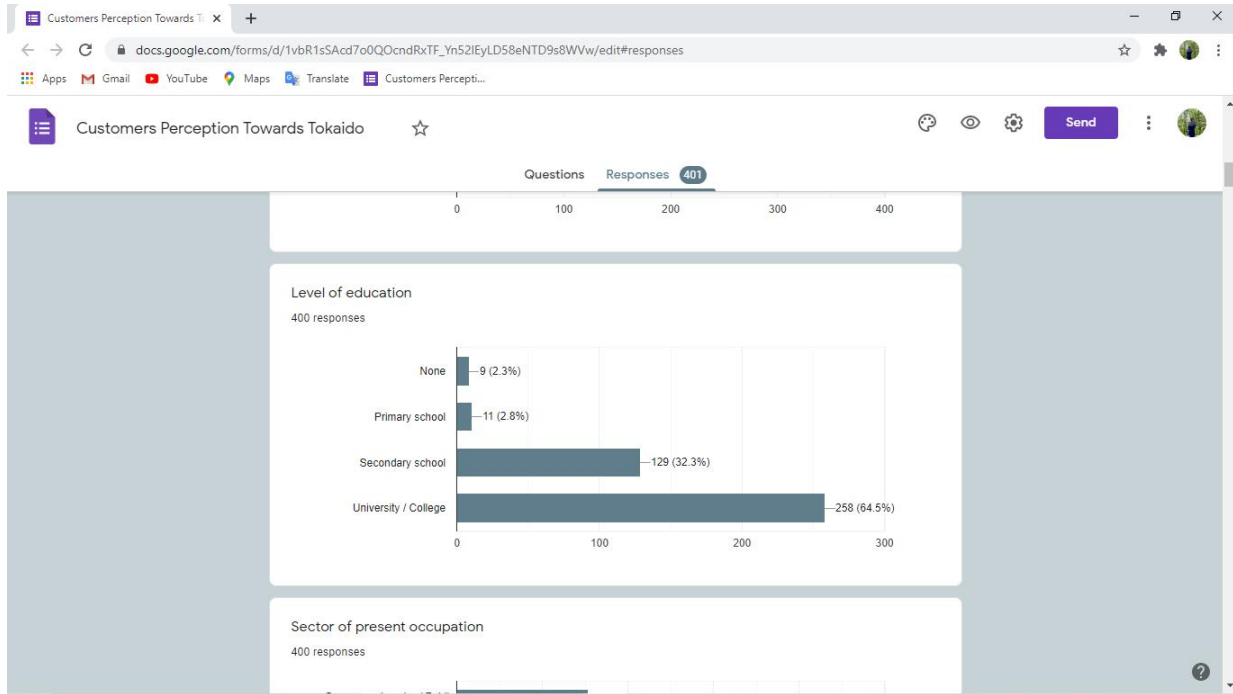 Customers Perception Towards T
docs.google.com/forms/d/1vbR1sSAcd7o0QOcndRxTF_Yn52IEyLD58eNTD9s8WVw/edit#responses
Apps Gmail YouTube Maps Translate Customers Percepti...
Customers Perception Towards Tokaido
Send
Questions Responses 401
0 100 200 300 400
Level of education
400 responses
None 9 (2.3%)
Primary school 11 (2.8%)
Secondary school 129 (32.3%)
University / College 258 (64.5%)
0 100 200 300
Sector of present occupation
400 responses